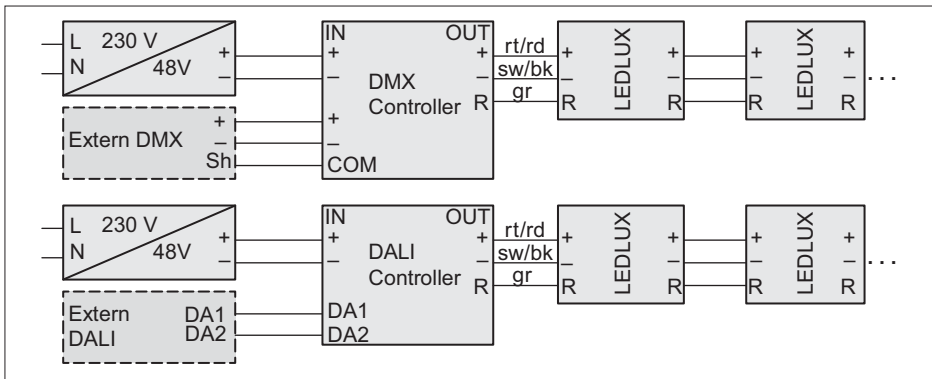 L 230 V
N 48V
+
–
Extern DMX
+
–
Sh
IN OUT
+ +
– –
DMX
Controller
R
+
–
COM
rt/rd
sw/bk
gr
+ +
– –
R R
LEDLUX
+ +
– –
R R
LEDLUX
...
L 230 V
N 48V
+
–
Extern DA1
DALI DA2
IN OUT
+ +
– –
DALI
Controller
R
DA1
DA2
rt/rd
sw/bk
gr
+ +
– –
R R
LEDLUX
+ +
– –
R R
LEDLUX
...